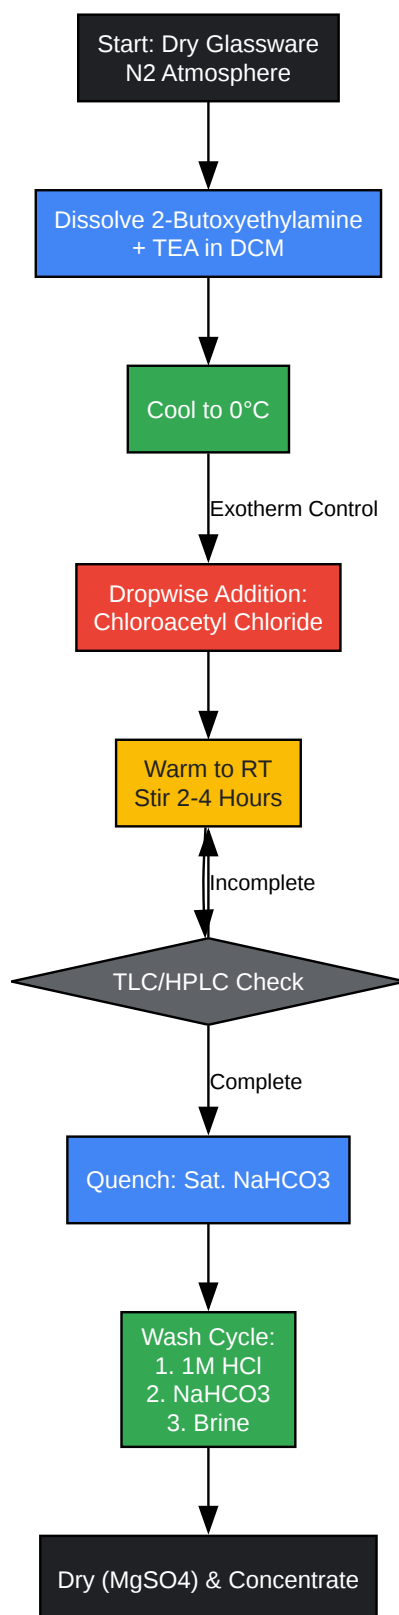 Start: Dry Glassware
N2 Atmosphere
Dissolve 2-Butoxyethylamine
+ TEA in DCM
Cool to 0°C
Exotherm Control
Dropwise Addition:
Chloroacetyl Chloride
Warm to RT
Stir 2-4 Hours
Incomplete
TLC/HPLC Check
Complete
Quench: Sat. NaHCO3
Wash Cycle:
1. 1M HCl
2. NaHCO3
3. Brine
Dry (MgSO4) & Concentrate